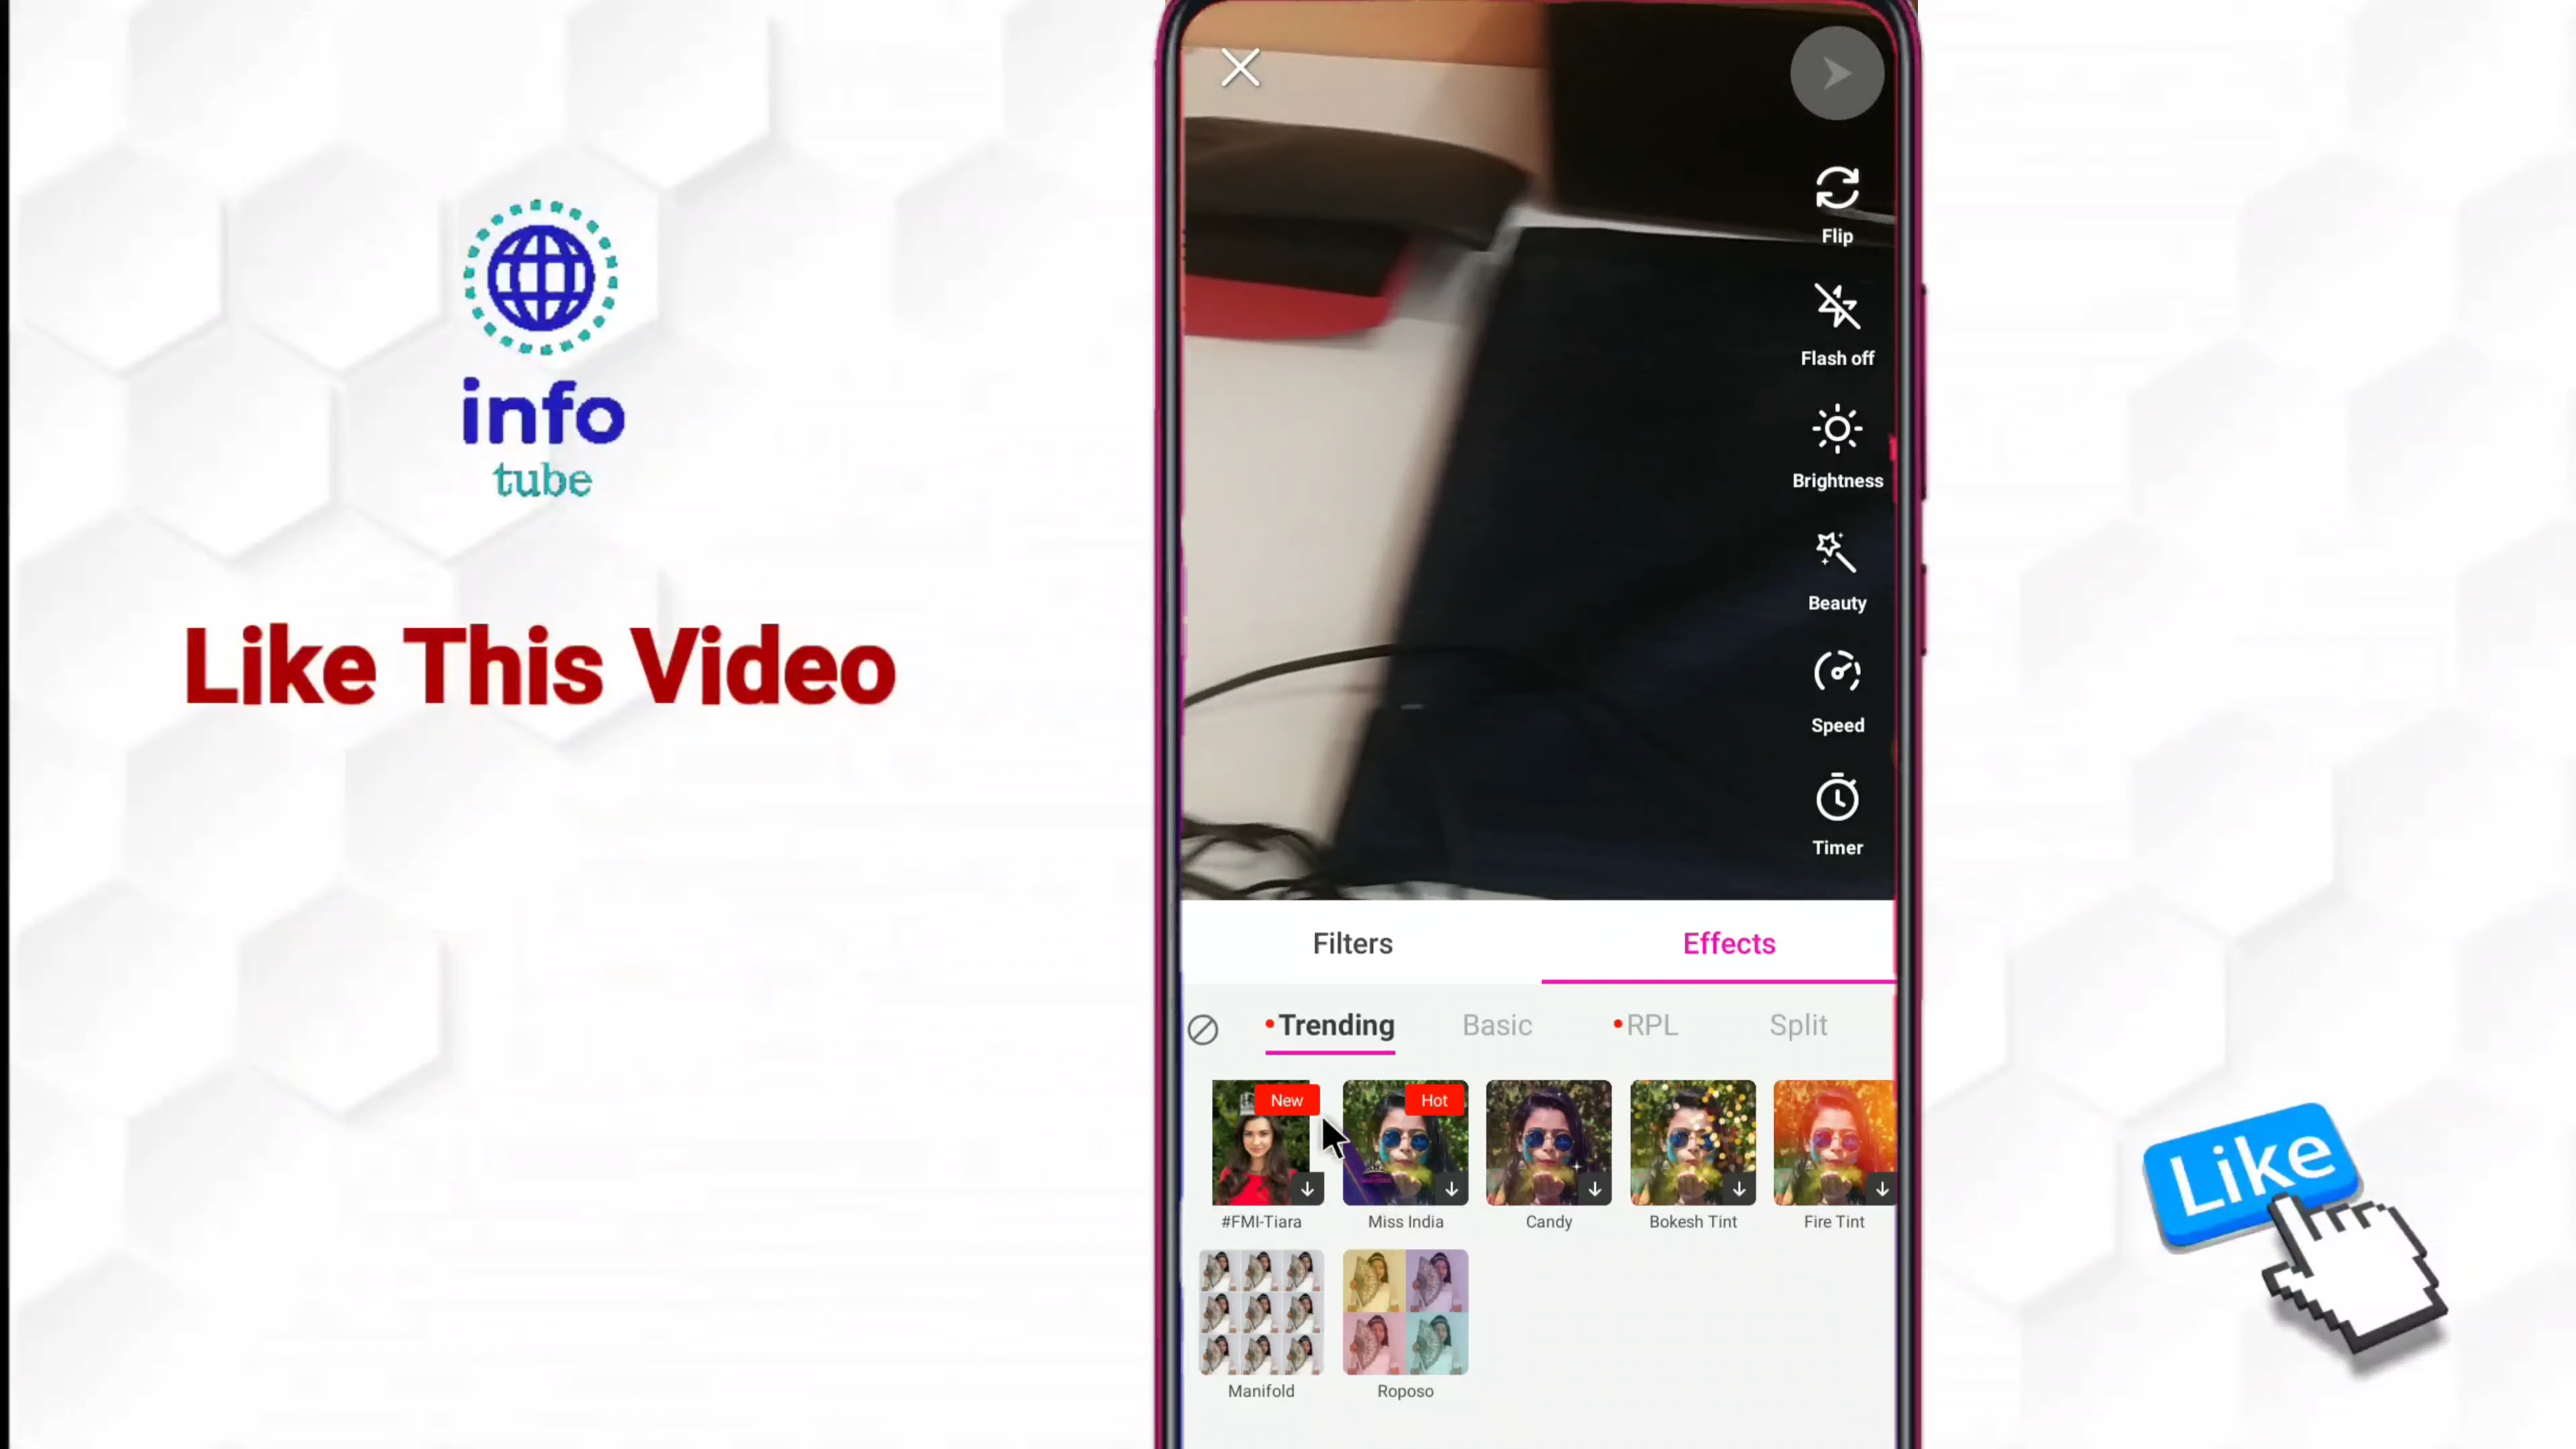 info
tube
Like This Video
Flip
Flash off
Brightness
Beauty
Speed
Timer
Filters
Effects
Trending
Basic
RPL
Split
New
Hot
#FMI-Tiara
Miss India
Candy
Bokesh Tint
Fire Tint
Manifold
Roposo
Like